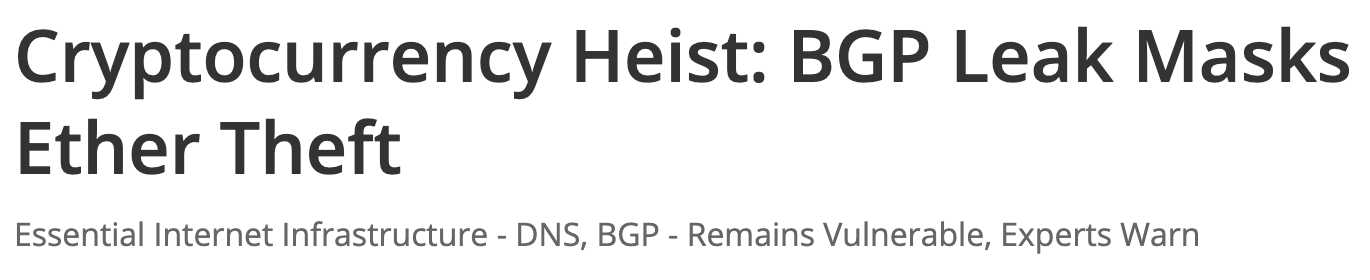 Cryptocurrency Heist: BGP Leak Masks
Ether Theft
Essential Internet Infrastructure - DNS, BGP - Remains Vulnerable, Experts Warn